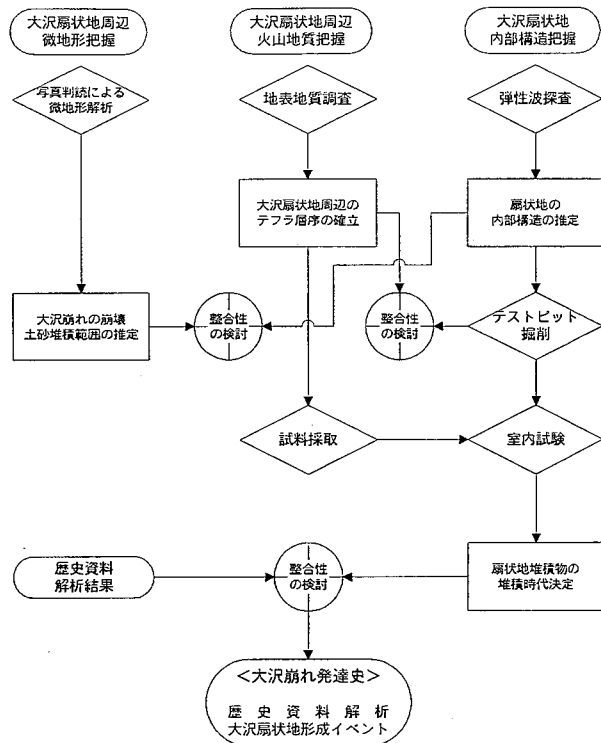 大沢扇状地周辺
微地形把握
大沢扇状地周辺
火山地質把握
大沢扇状地
内部構造把握
写真判読による
微地形解析
地表地質調査
弾性波探査
大沢扇状地周辺の
テフラ層序の確立
扇状地の
内部構造の推定
大沢崩れの崩壊
土砂堆積範囲の推定
整合性
の検討
整合性
の検討
テストピット
掘削
試料採取
室内試験
歴史資料
解析結果
整合性
の検討
扇状地堆積物の
堆積時代決定
<大沢崩れ発達史>
歴史資料解析
大沢扇状地形成イベント